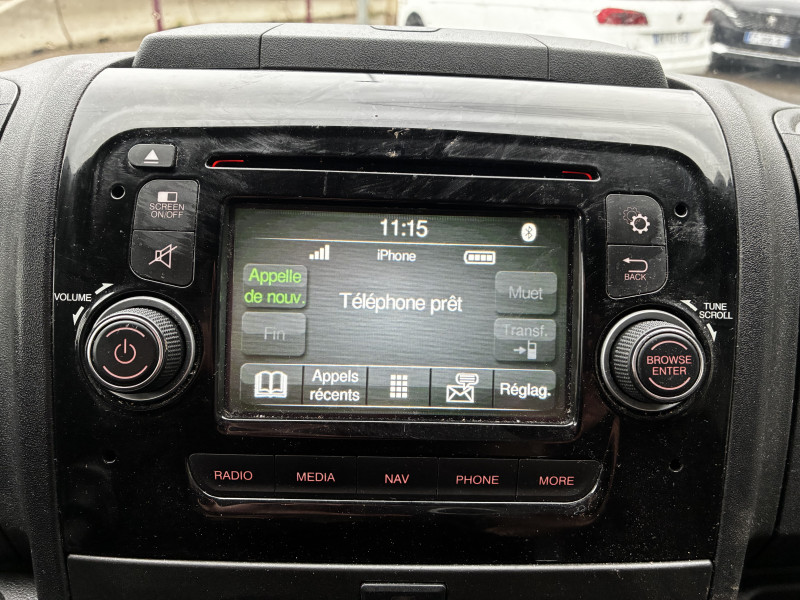 SCREEN
ON/OFF
VOLUME
11:15
iPhone
Appelle
de nouv.
Téléphone prêt
Muet
Fin
Transf.
Appels
récents
Réglag.
BACK
TUNE
SCROLL
BROWSE
ENTER
RADIO
MEDIA
NAV
PHONE
MORE